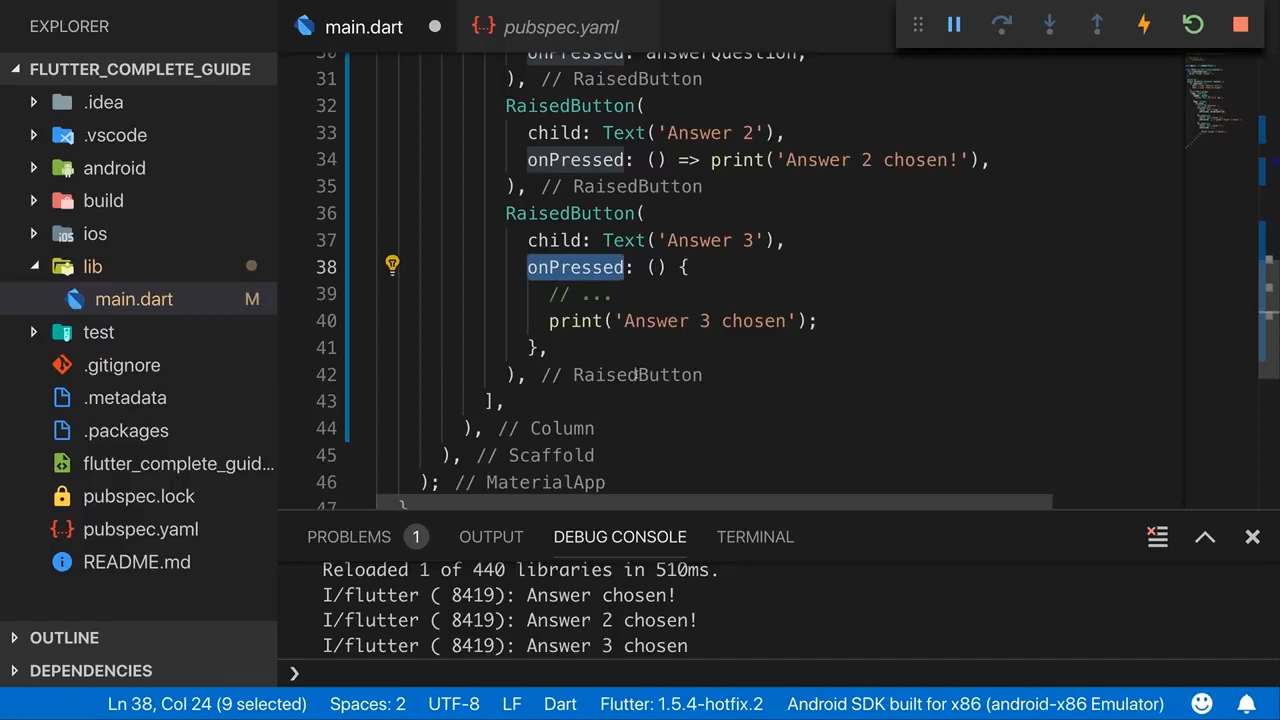 EXPLORER
FLUTTER_COMPLETE_GUIDE
.idea
.vscode
android
build
ios
lib
main.dart M
test
.gitignore
.metadata
.packages
flutter_complete_guid...
pubspec.lock
pubspec.yaml
README.md
OUTLINE
DEPENDENCIES
main.dart
pubspec.yaml
30 onPressed: answerQuestion,
31 ), // RaisedButton
32 RaisedButton(
33 child: Text('Answer 2'),
34 onPressed: () => print('Answer 2 chosen!'),
35 ), // RaisedButton
36 RaisedButton(
37 child: Text('Answer 3'),
38 onPressed: () {
39 // ...
40 print('Answer 3 chosen');
41 },
42 ), // RaisedButton
43 ],
44 ), // Column
45 ), // Scaffold
46 ); // MaterialApp
47 }
PROBLEMS 1 OUTPUT DEBUG CONSOLE TERMINAL
Reloaded 1 of 440 libraries in 510ms.
I/flutter ( 8419): Answer chosen!
I/flutter ( 8419): Answer 2 chosen!
I/flutter ( 8419): Answer 3 chosen
Ln 38, Col 24 (9 selected) Spaces: 2 UTF-8 LF Dart Flutter: 1.5.4-hotfix.2 Android SDK built for x86 (android-x86 Emulator)